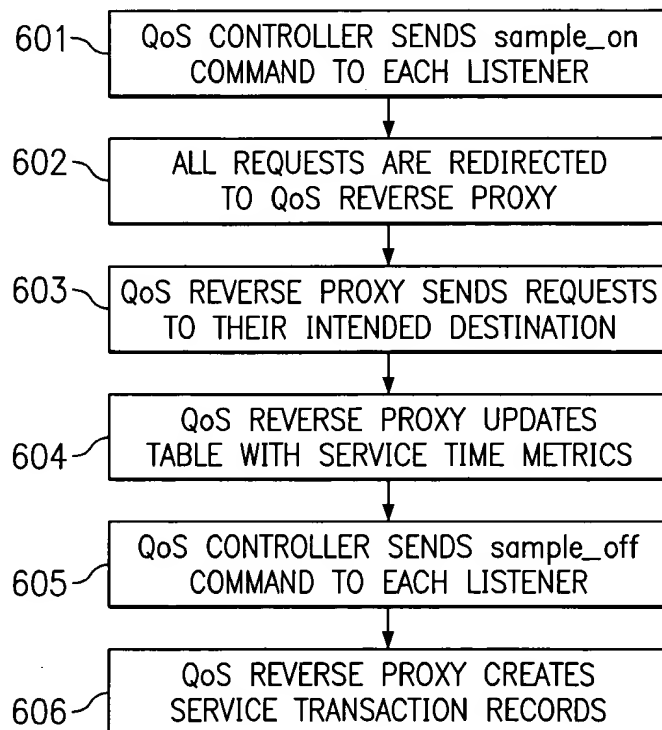 601
QoS CONTROLLER SENDS sample_on
COMMAND TO EACH LISTENER
602
ALL REQUESTS ARE REDIRECTED
TO QoS REVERSE PROXY
603
QoS REVERSE PROXY SENDS REQUESTS
TO THEIR INTENDED DESTINATION
604
QoS REVERSE PROXY UPDATES
TABLE WITH SERVICE TIME METRICS
605
QoS CONTROLLER SENDS sample_off
COMMAND TO EACH LISTENER
606
QoS REVERSE PROXY CREATES
SERVICE TRANSACTION RECORDS